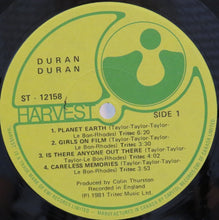 DURAN
DURAN
ST - 12158
HARVEST
SIDE 1
1. PLANET EARTH (Taylor-Taylor-Taylor-
Le Bon-Rhodes) Tritec 6:20
2. GIRLS ON FILM (Taylor-Taylor-Taylor-
Le Bon-Rhodes) Tritec 3:30
3. IS THERE ANYONE OUT THERE (Taylor-Taylor-
Taylor-Le Bon-Rhodes) Tritec 4:02
4. CARELESS MEMORIES (Taylor-Taylor-Taylor-
Le Bon-Rhodes) Tritec 3:53
Produced by Colin Thurston
Recorded in England
℗ 1981 Tritec Music Ltd.